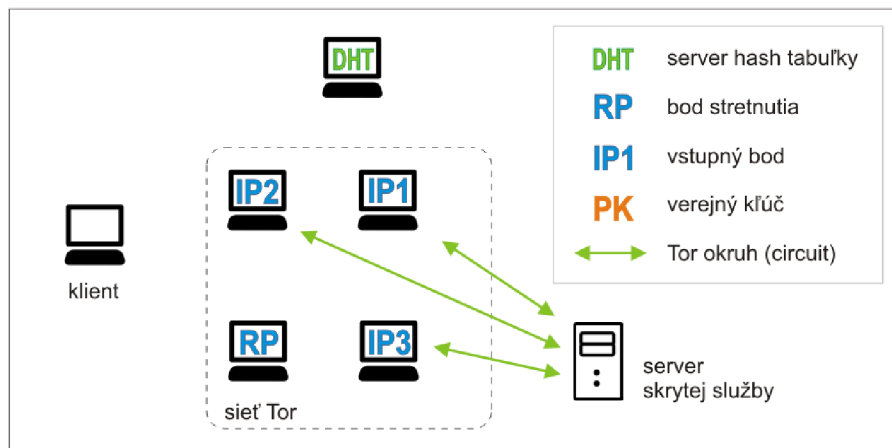 DHT
DHT server hash tabuľky
RP bod stretnutia
IP1 vstupný bod
PK verejný kľúč
Tor okruh (circuit)
IP2
IP1
klient
RP
IP3
sieť Tor
server
skrytej služby